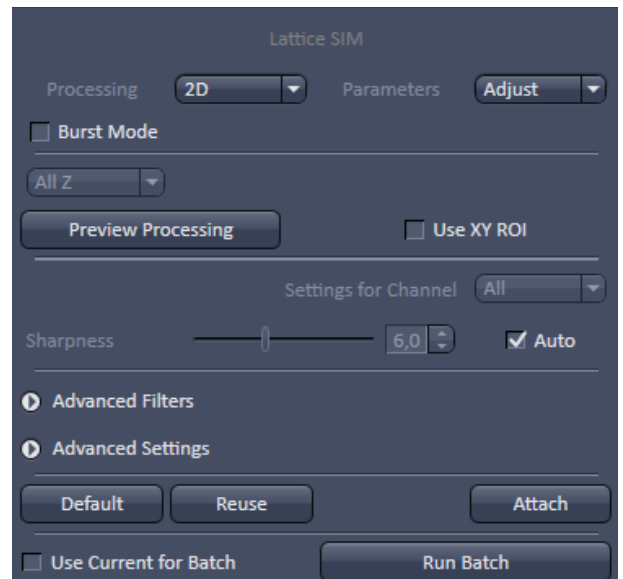 Lattice SIM
Processing 2D Parameters Adjust
Burst Mode
All Z
Preview Processing Use XY ROI
Settings for Channel All
Sharpness 6,0 Auto
Advanced Filters
Advanced Settings
Default Reuse Attach
Use Current for Batch Run Batch